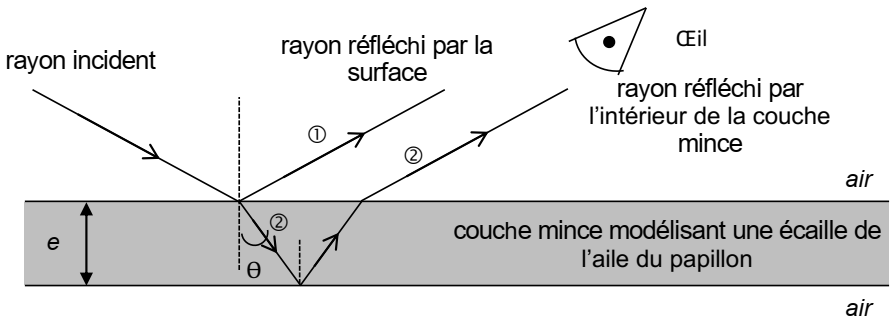 Œil
rayon incident
rayon réfléchi par la
surface
rayon réfléchi par
l'intérieur de la couche
mince
①
②
air
e
②
θ
couche mince modélisant une écaille de
l'aile du papillon
air